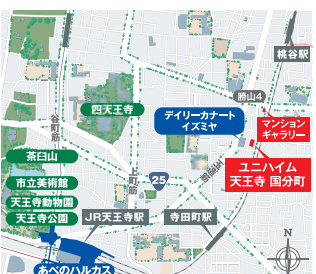 桃谷駅
勝山4
四天王寺
デイリーカナート
イズミヤ
マンション
ギャラリー
谷町筋
茶臼山
ユニハイム
天王寺 国分町
上町筋
25
市立美術館
天王寺動物園
天王寺公園
JR天王寺駅
寺田町駅
あべのハルカス
N